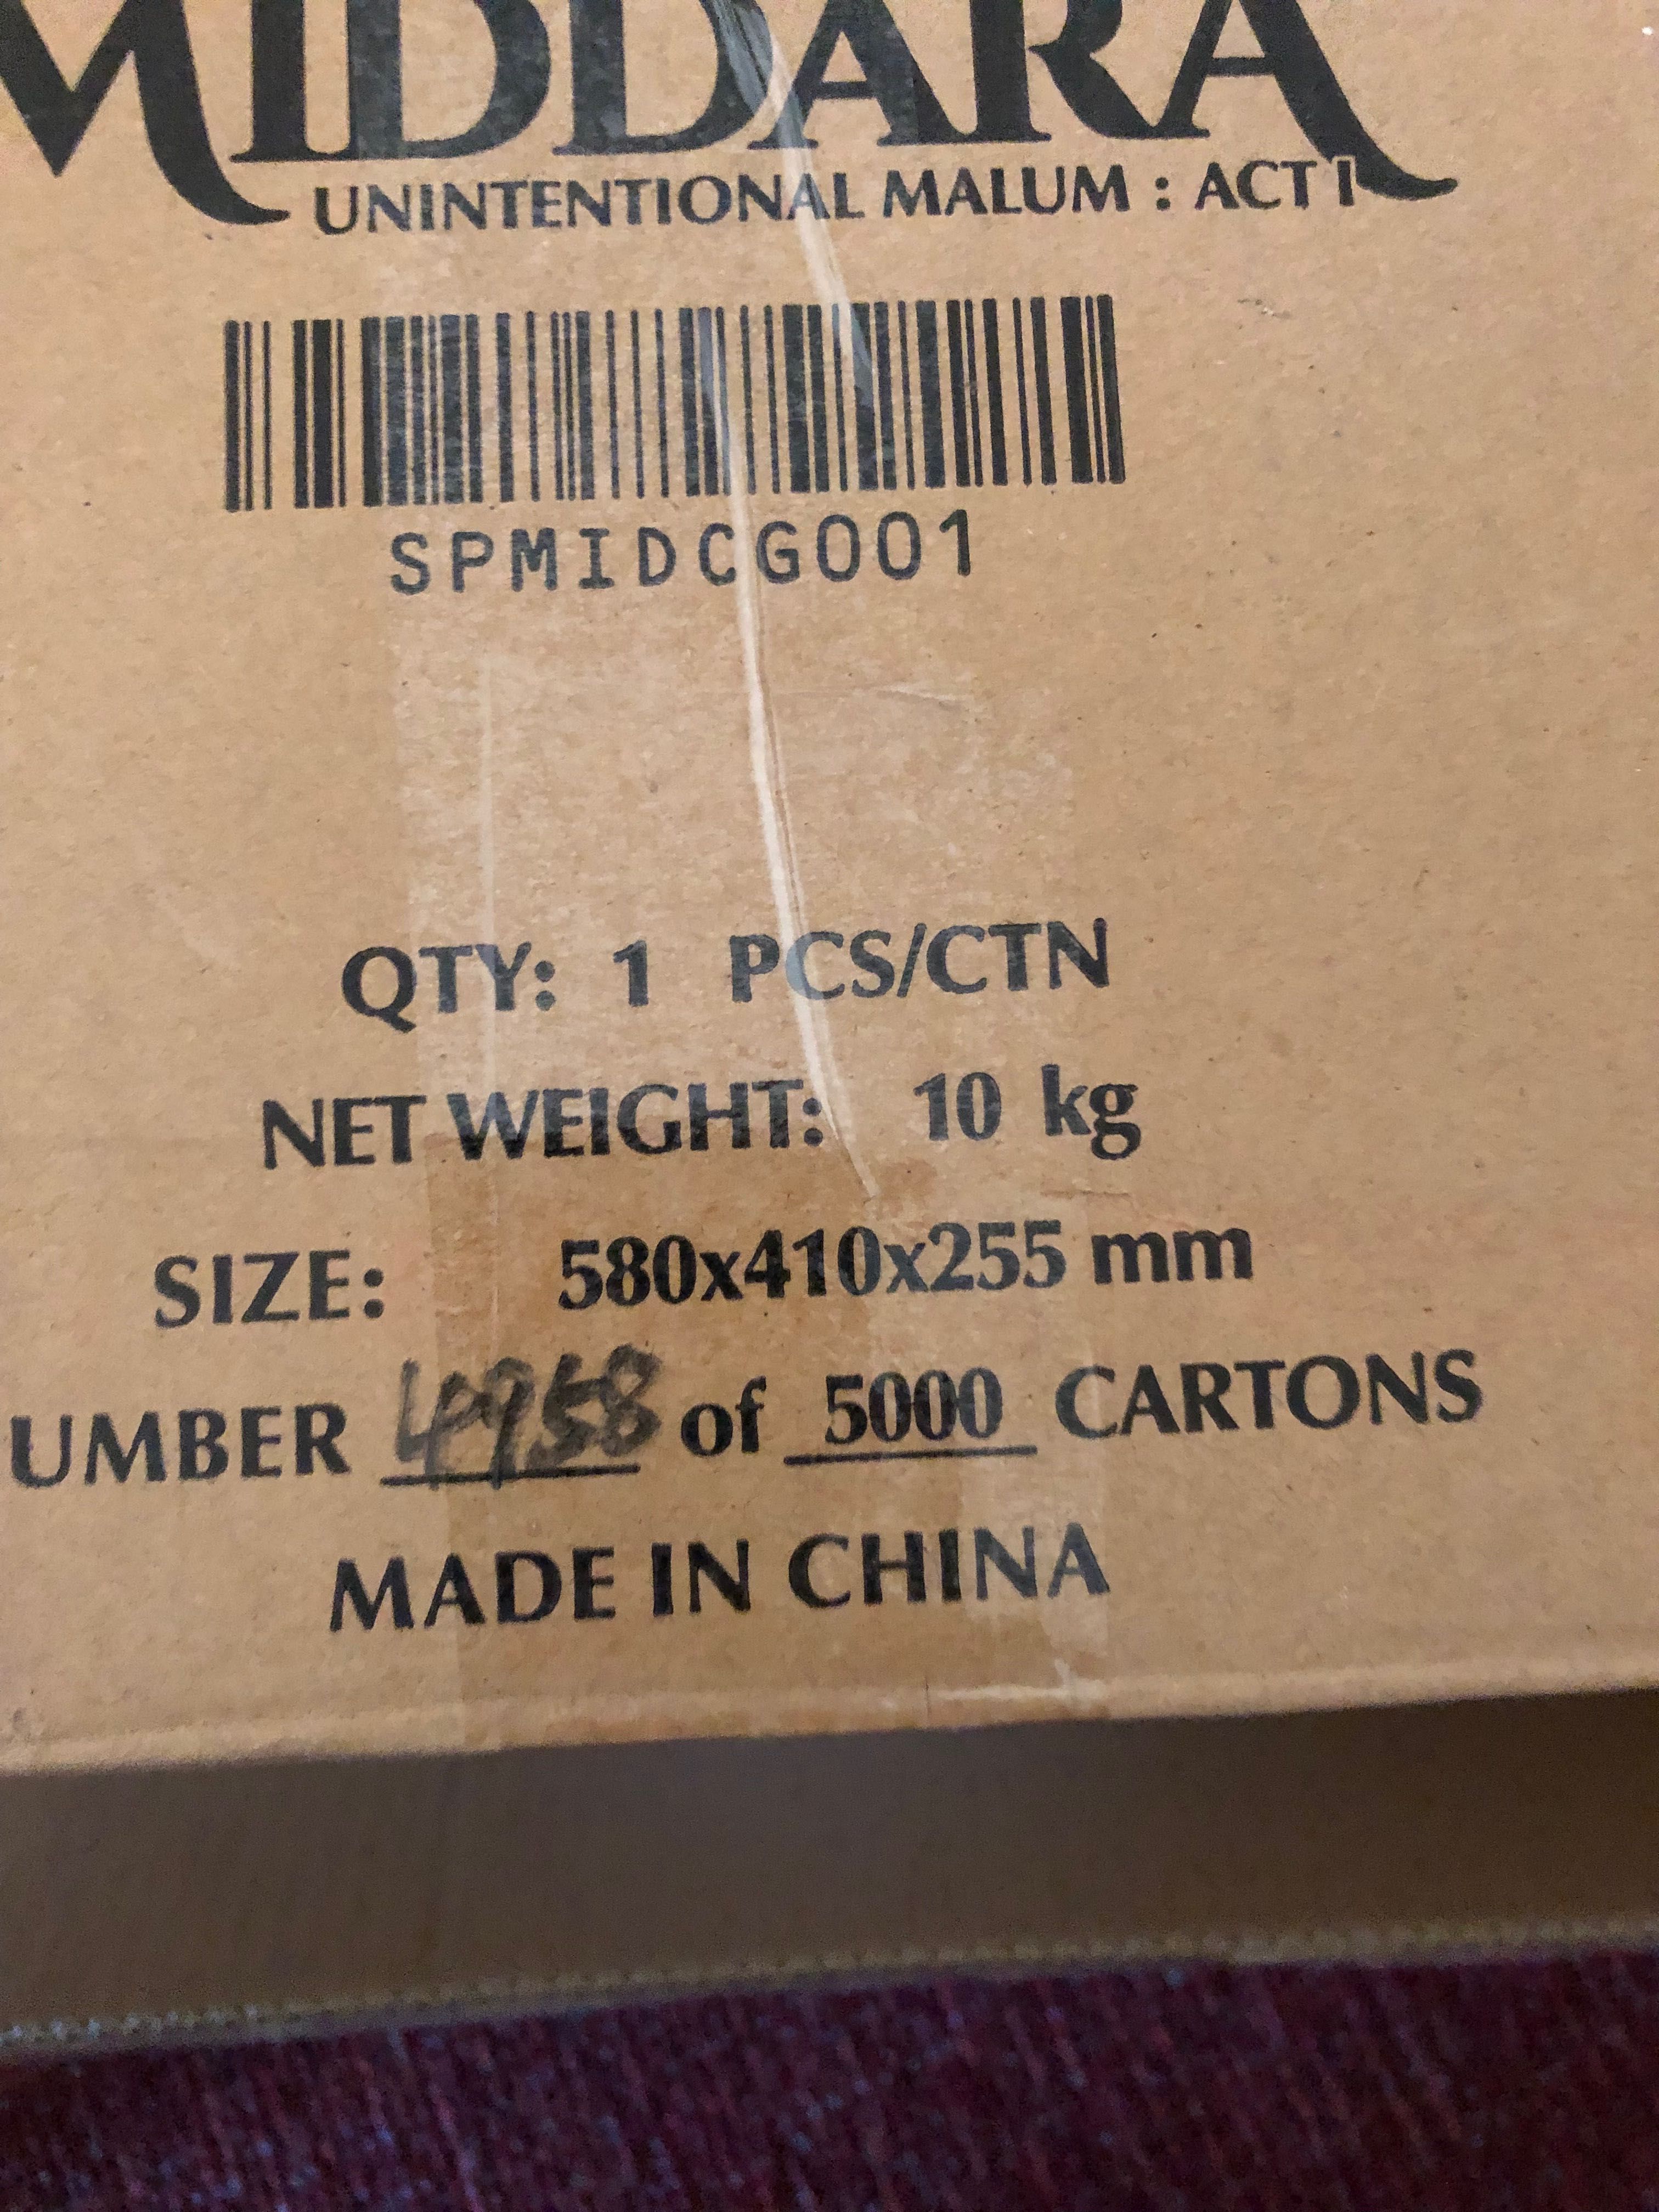 MIDDARA
UNINTENTIONAL MALUM : ACT I
SPMIDCG001
QTY: 1 PCS/CTN
NET WEIGHT: 10 kg
SIZE: 580x410x255 mm
UMBER 4958 of 5000 CARTONS
MADE IN CHINA